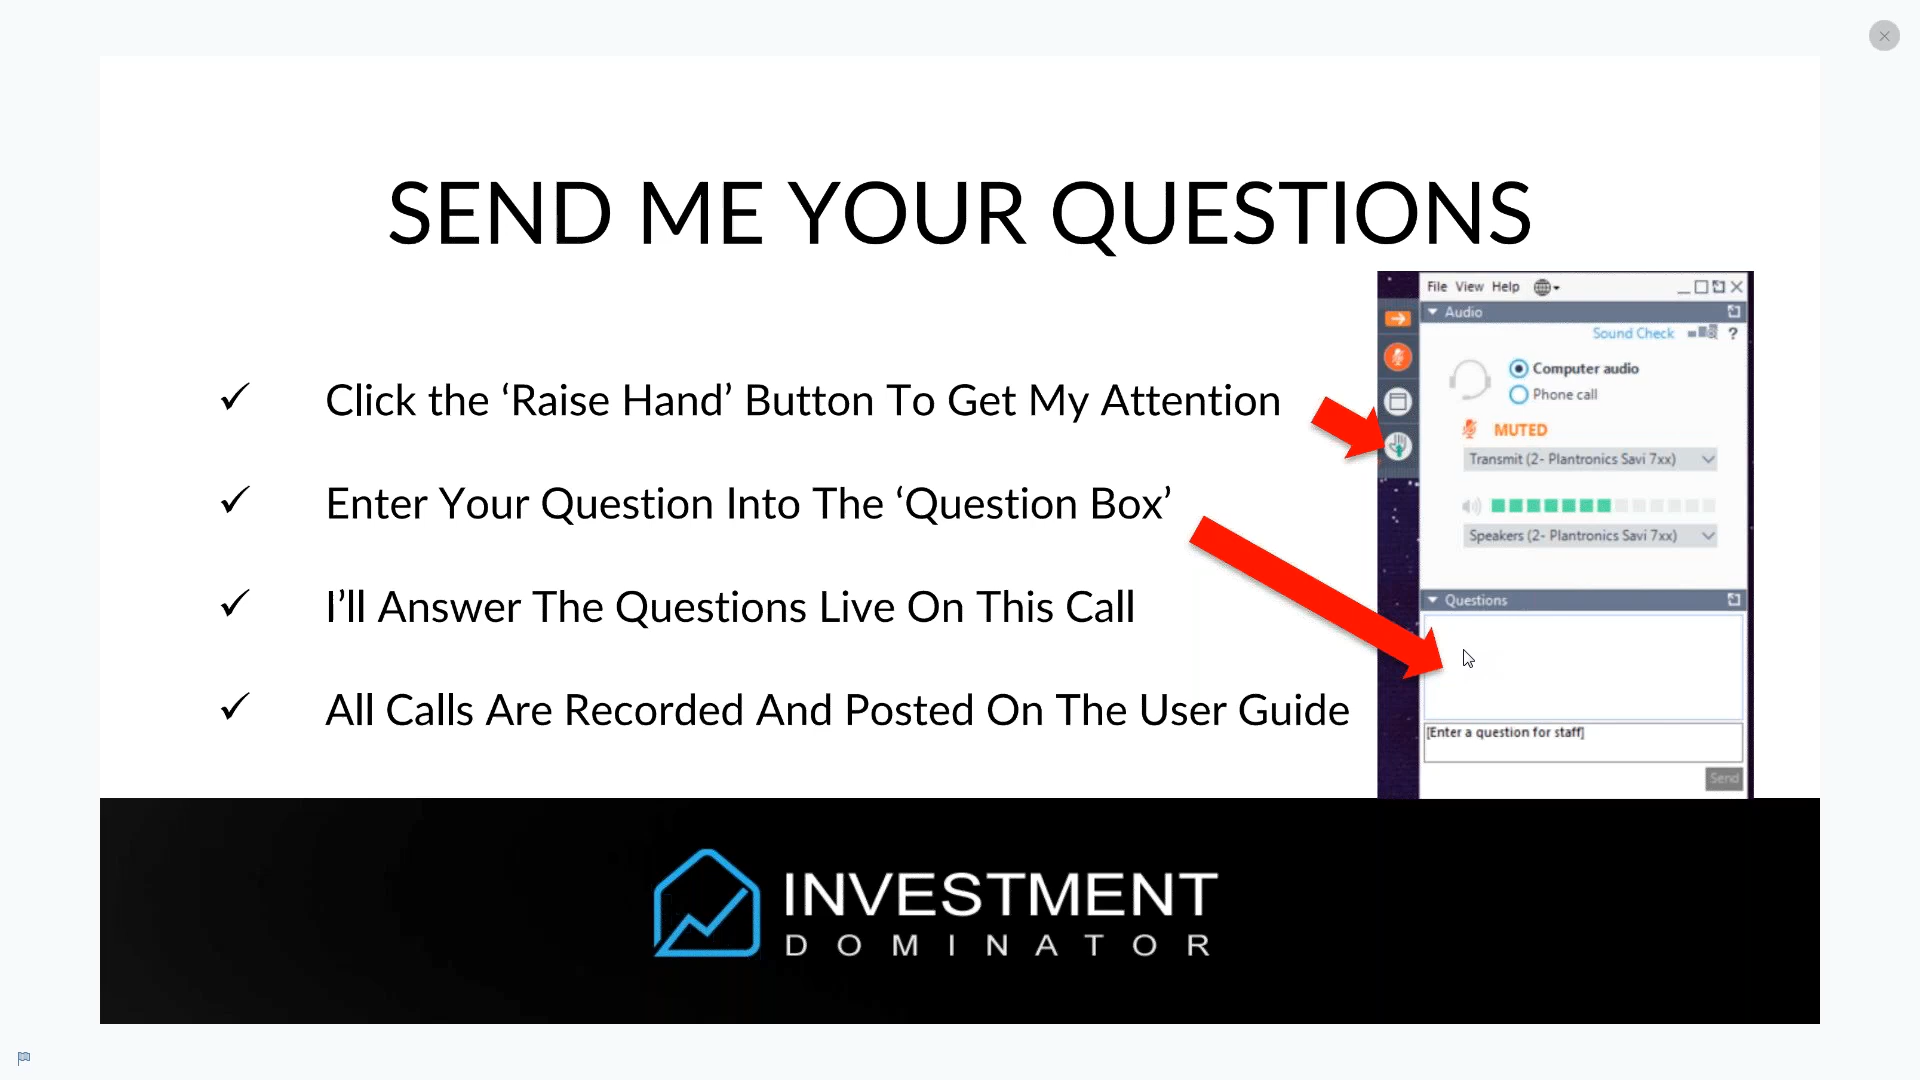 SEND ME YOUR QUESTIONS
✓ Click the ‘Raise Hand’ Button To Get My Attention
✓ Enter Your Question Into The ‘Question Box’
✓ I’ll Answer The Questions Live On This Call
✓ All Calls Are Recorded And Posted On The User Guide
File View Help
Audio
Sound Check ?
Computer audio
Phone call
MUTED
Transmit (2- Plantronics Savi 7xx)
Speakers (2- Plantronics Savi 7xx)
Questions
[Enter a question for staff]
Send
INVESTMENT
DOMINATOR